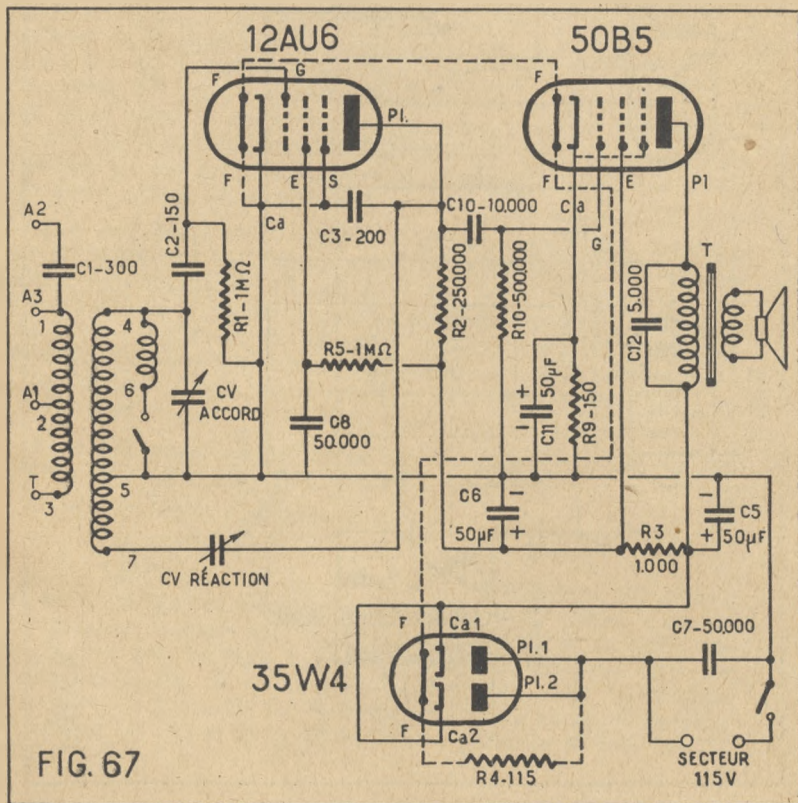 12AU6
50B5
F
G
F
Pl.
F
E
S
Ca
F
E
Pl
Ca
G
A2
C1-300
A3
1
A1
2
T
3
C2-150
R1-1MΩ
4
6
CV
ACCORD
5
7
CV RÉACTION
C3-200
C10-10,000
R2-250,000
R10-500,000
R5-1MΩ
C8
50.000
+
50µF
-
C11
R9-150
C12
5.000
T
C6
-
50µF
+
R3
1.000
-
C5
+
50µF
35W4
F
Ca1
Pl.1
Pl.2
F
Ca2
R4-115
C7-50,000
SECTEUR
115V
FIG. 67